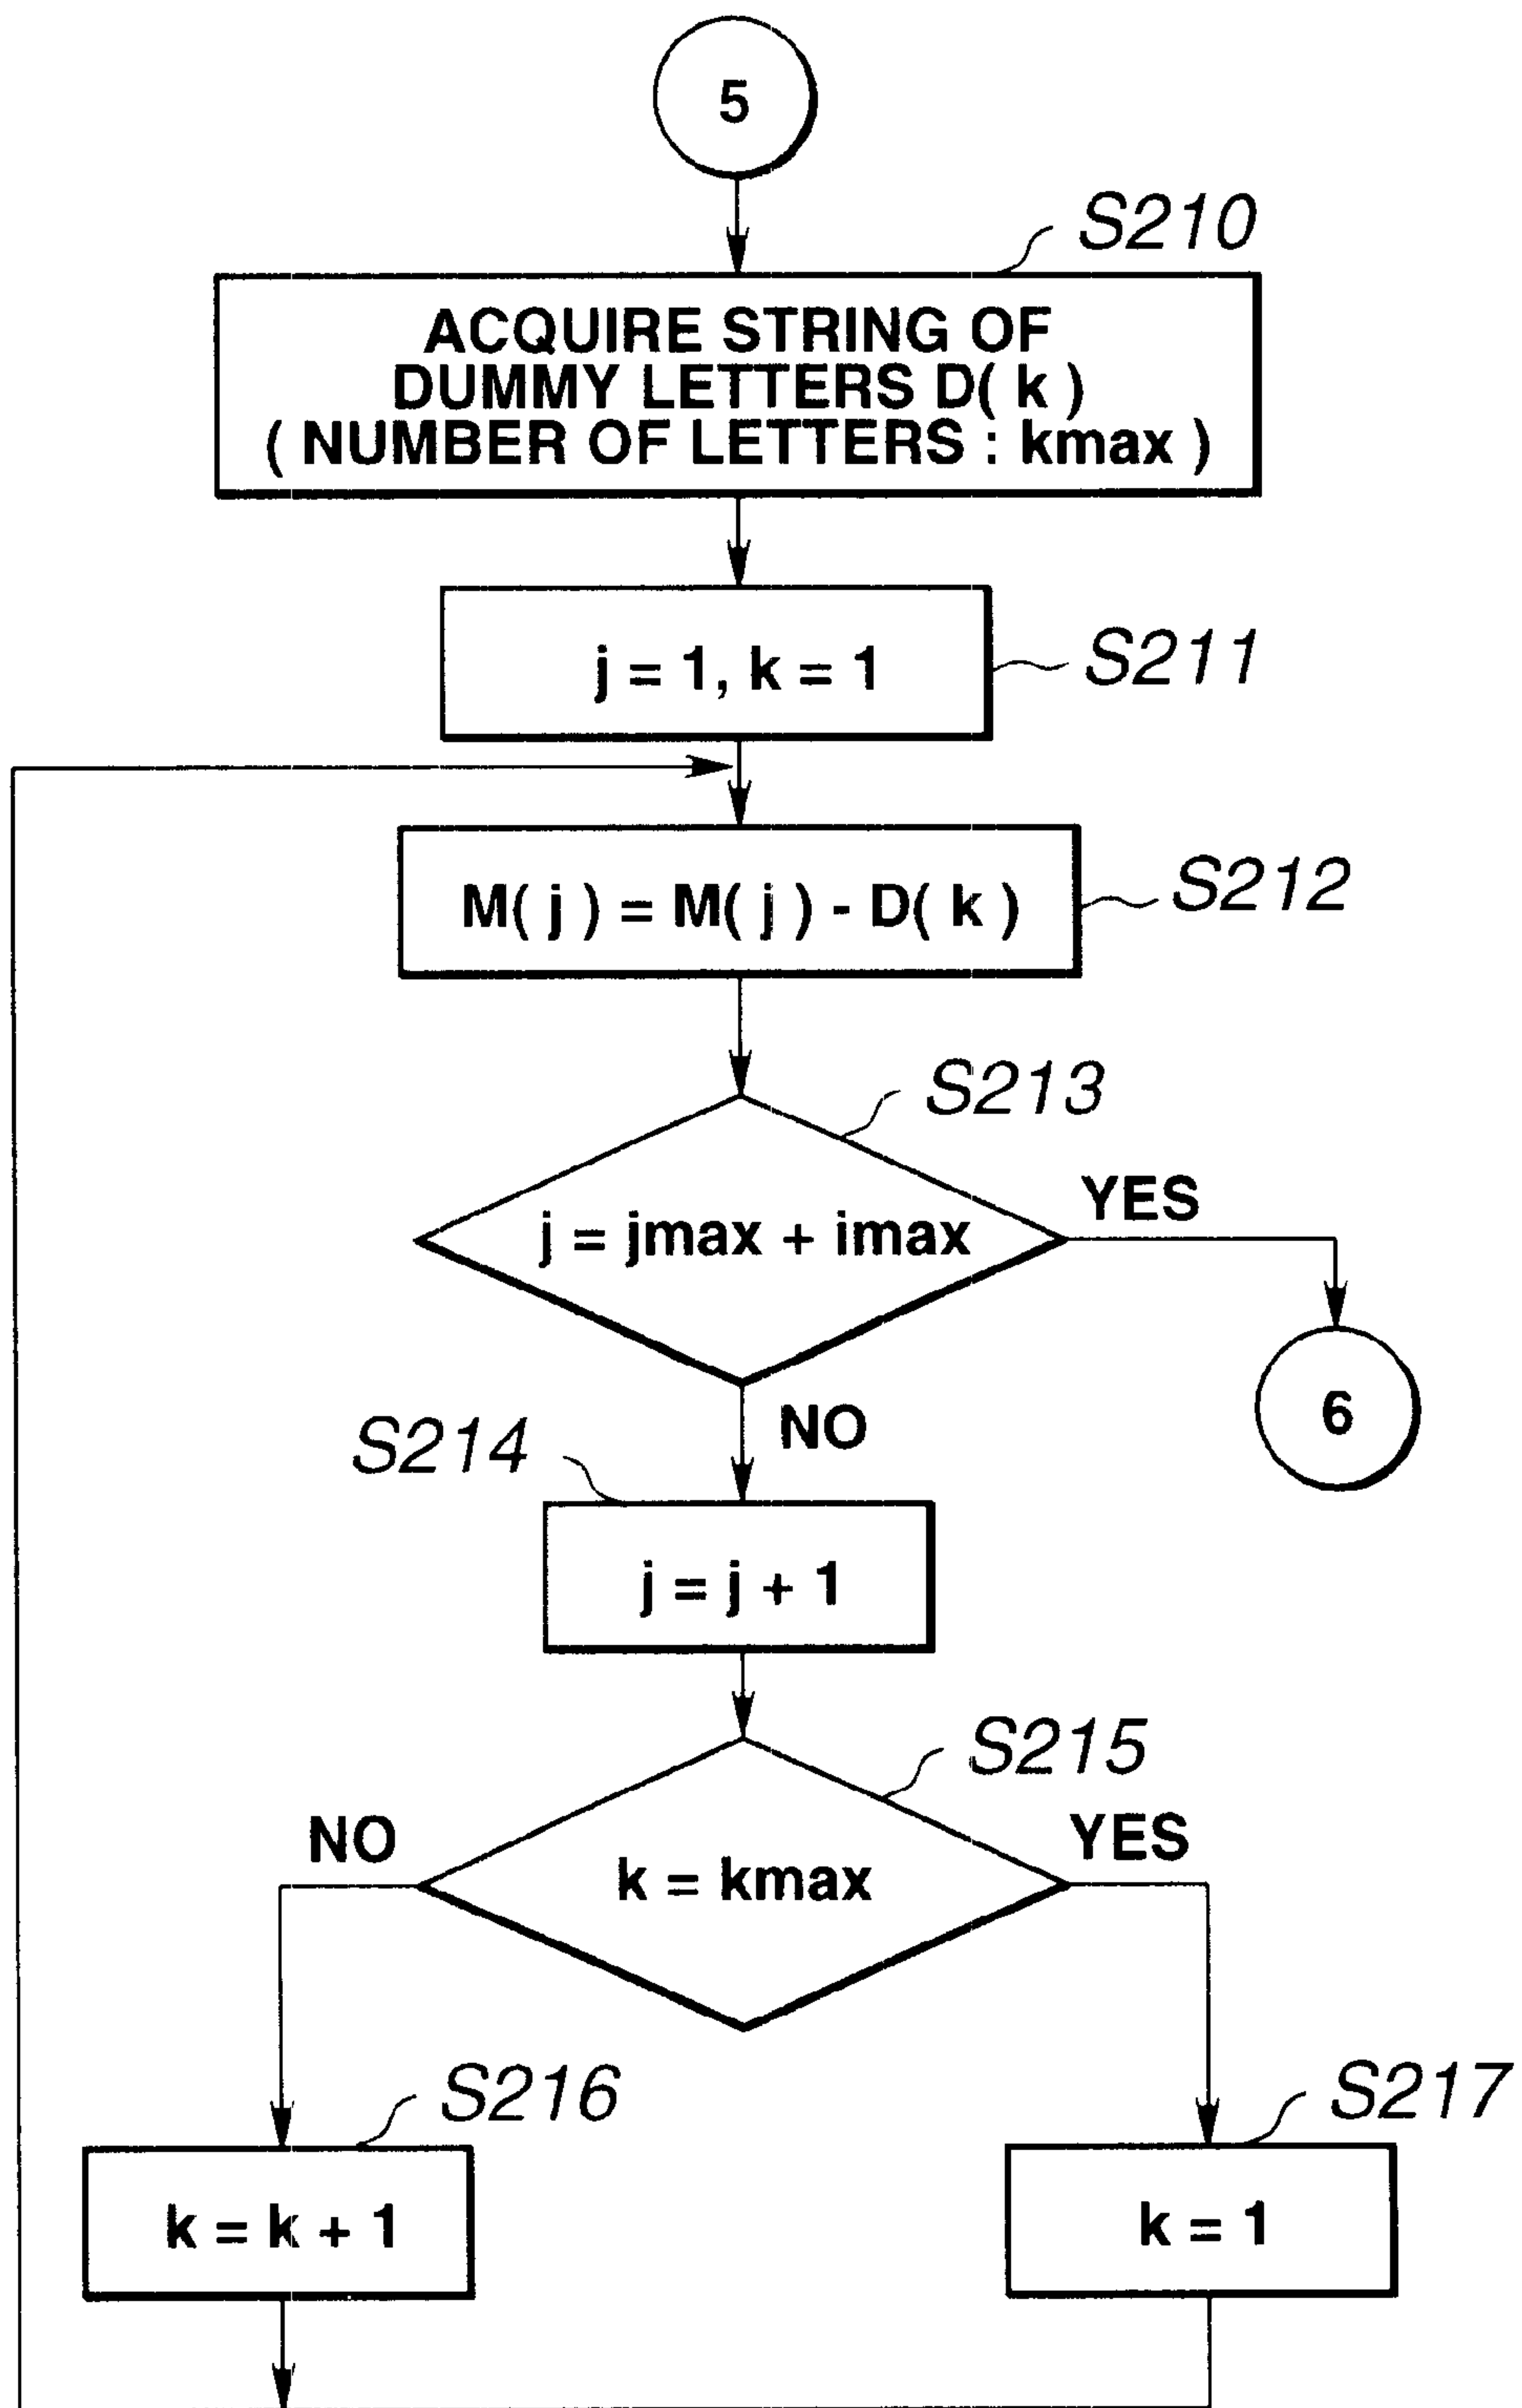 5
S210
ACQUIRE STRING OF
DUMMY LETTERS D( k )
( NUMBER OF LETTERS : kmax )
j = 1, k = 1
S211
M( j ) = M( j ) - D( k )
S212
S213
j = jmax + imax
YES
6
NO
S214
j = j + 1
S215
NO
k = kmax
YES
S216
S217
k = k + 1
k = 1